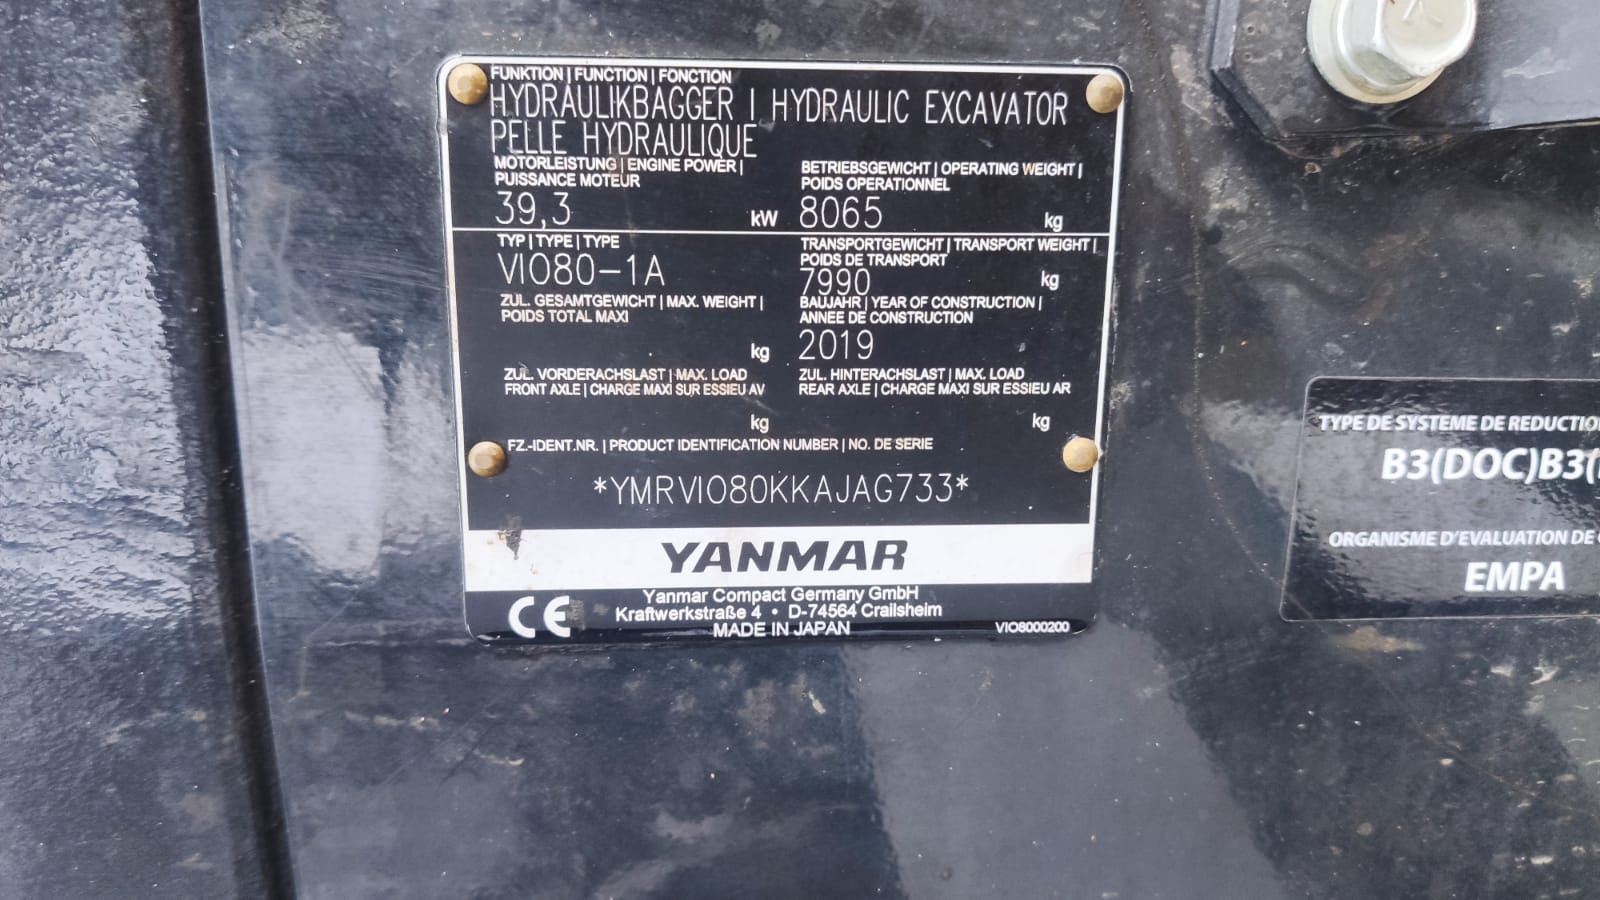 FUNKTION | FUNCTION | FONCTION
HYDRAULIKBAGGER | HYDRAULIC EXCAVATOR
PELLE HYDRAULIQUE
MOTORLEISTUNG | ENGINE POWER |
PUISSANCE MOTEUR
39,3 kW
BETRIEBSGEWICHT | OPERATING WEIGHT |
POIDS OPERATIONNEL
8065 kg
TYP | TYPE | TYPE
VIO80-1A
TRANSPORTGEWICHT | TRANSPORT WEIGHT |
POIDS DE TRANSPORT
7990 kg
ZUL. GESAMTGEWICHT | MAX. WEIGHT |
POIDS TOTAL MAXI
kg
BAUJAHR | YEAR OF CONSTRUCTION |
ANNEE DE CONSTRUCTION
2019
ZUL. VORDERACHSLAST | MAX. LOAD
FRONT AXLE | CHARGE MAXI SUR ESSIEU AV
kg
ZUL. HINTERACHSLAST | MAX. LOAD
REAR AXLE | CHARGE MAXI SUR ESSIEU AR
kg
FZ.-IDENT.NR. | PRODUCT IDENTIFICATION NUMBER | NO. DE SERIE
*YMRVIO80KKAJAG733*
YANMAR
CE
Yanmar Compact Germany GmbH
Kraftwerkstraße 4 • D-74564 Crailsheim
MADE IN JAPAN
VIO8000200
TYPE DE SYSTEME DE REDUCTION
B3(DOC)B3(
ORGANISME D'EVALUATION DE
EMPA